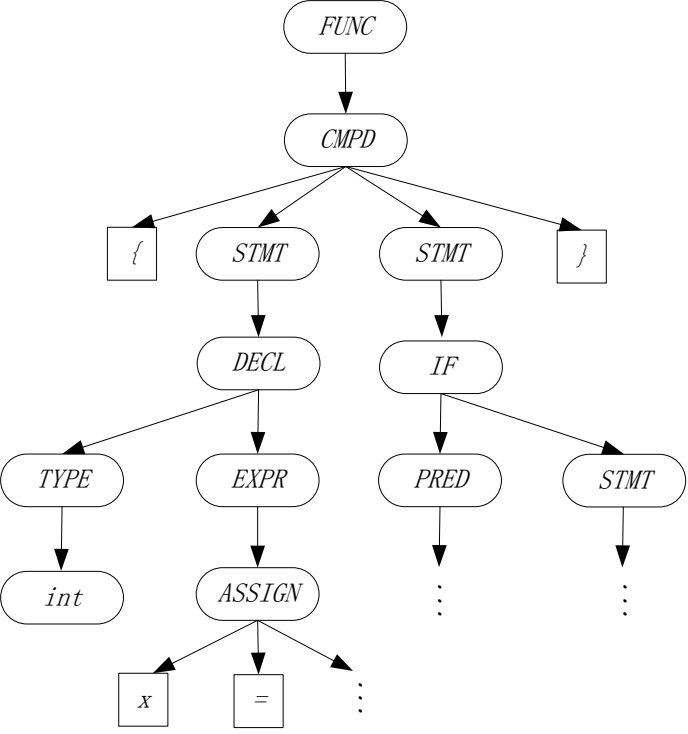 FUNC
CMPD
{ STMT STMT }
DECL IF
TYPE EXPR PRED STMT
int ASSIGN ⋮ ⋮
x = ⋮